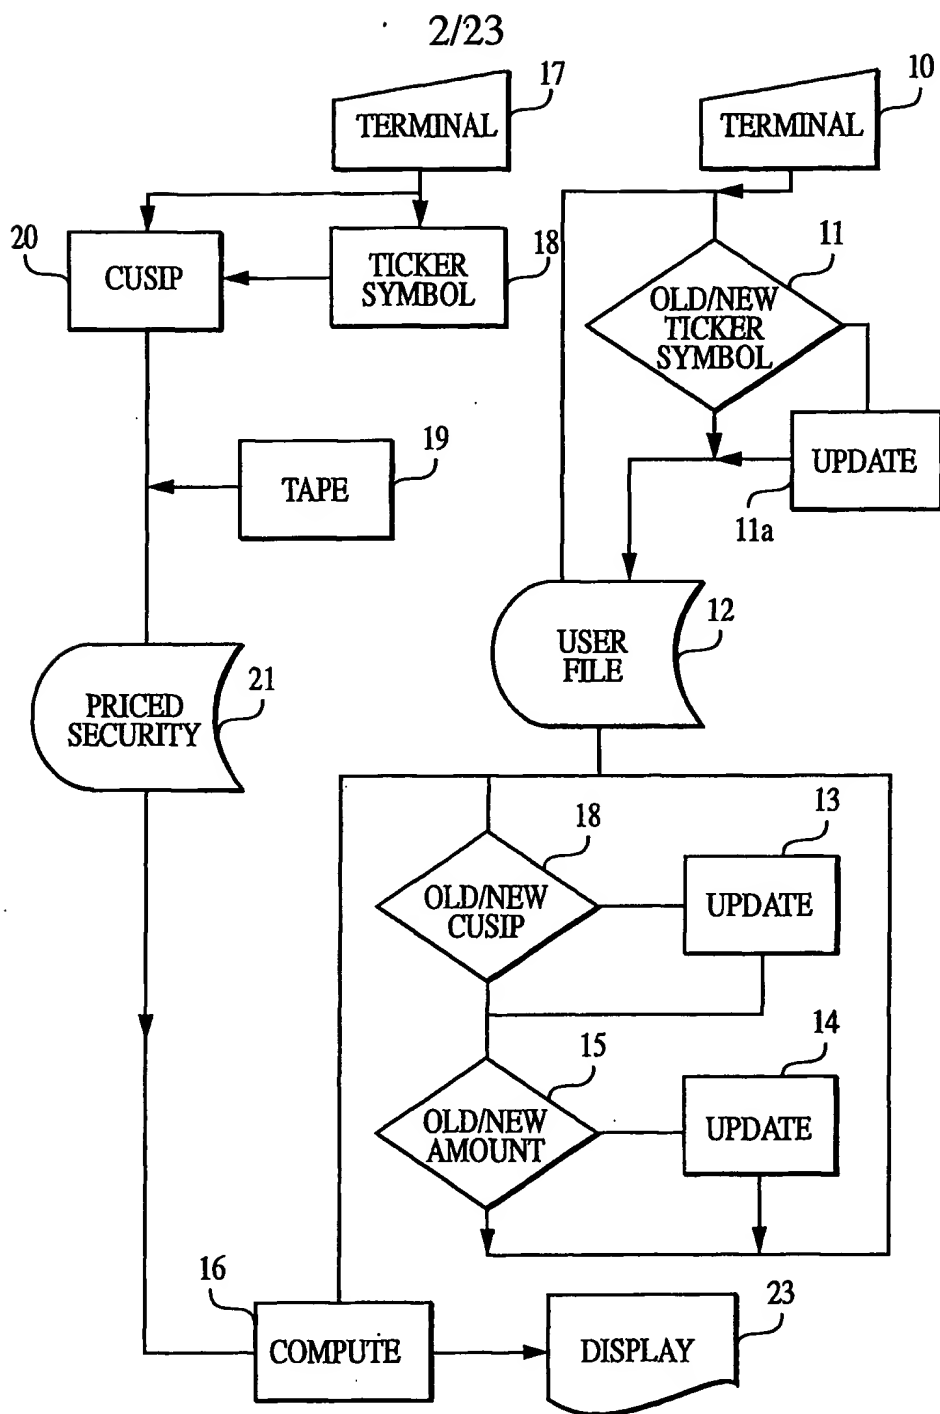 2/23
17
TERMINAL
10
TERMINAL
20
CUSIP
TICKER
SYMBOL
18
11
OLD/NEW
TICKER
SYMBOL
19
TAPE
UPDATE
11a
12
USER
FILE
21
PRICED
SECURITY
18
OLD/NEW
CUSIP
13
UPDATE
15
OLD/NEW
AMOUNT
14
UPDATE
16
COMPUTE
23
DISPLAY